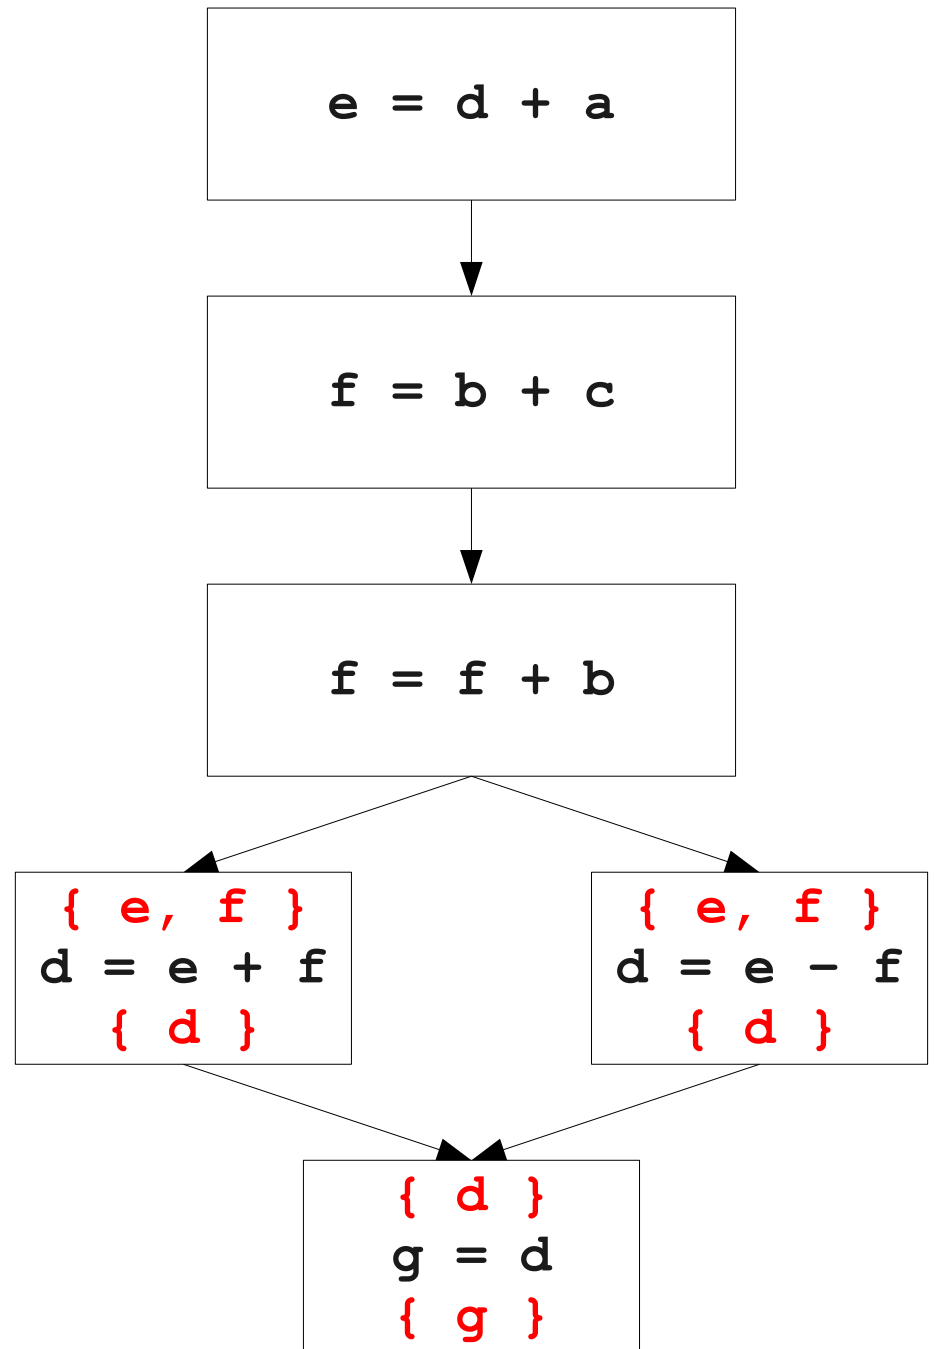 e = d + a
f = b + c
f = f + b
{ e, f }
d = e + f
{ d }
{ e, f }
d = e - f
{ d }
{ d }
g = d
{ g }